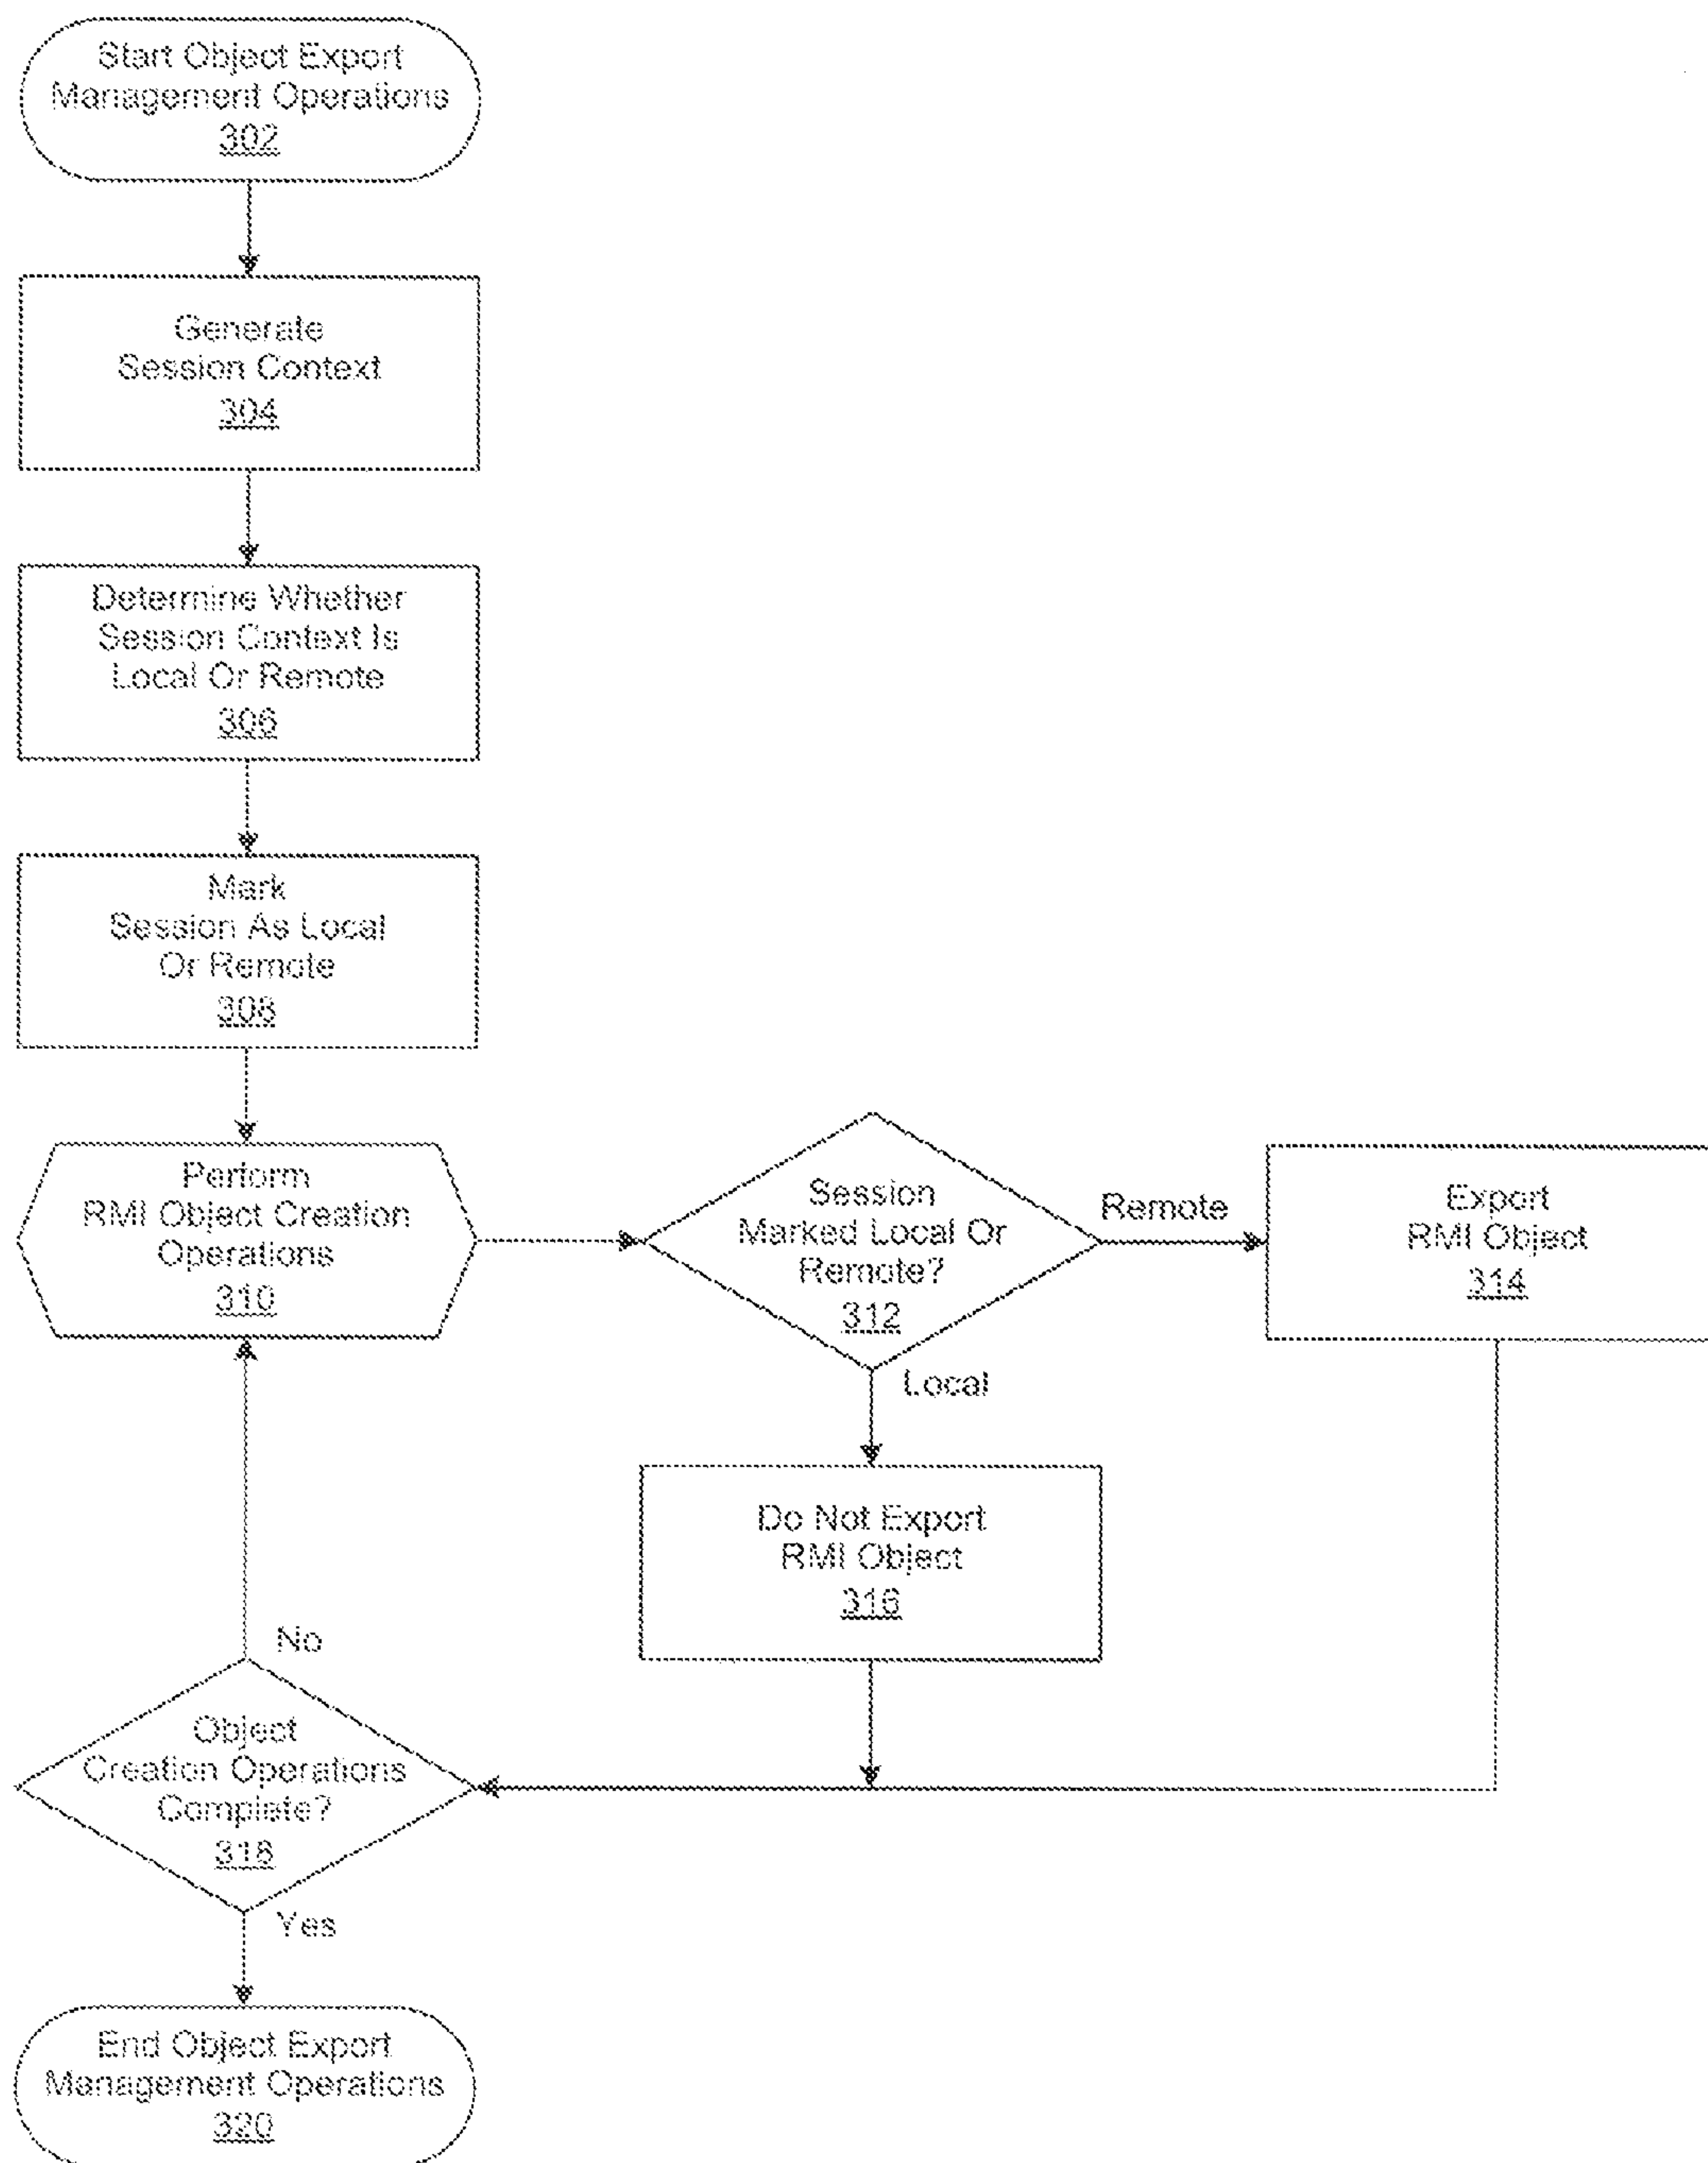 Start Object Export
Management Operations
302
Generate
Session Context
304
Determine Whether
Session Context Is
Local Or Remote
306
Mark
Session As Local
Or Remote
308
Perform
RMI Object Creation
Operations
310
Session
Marked Local Or
Remote?
312
Remote
Export
RMI Object
314
Local
Do Not Export
RMI Object
316
No
Object
Creation Operations
Complete?
318
Yes
End Object Export
Management Operations
320